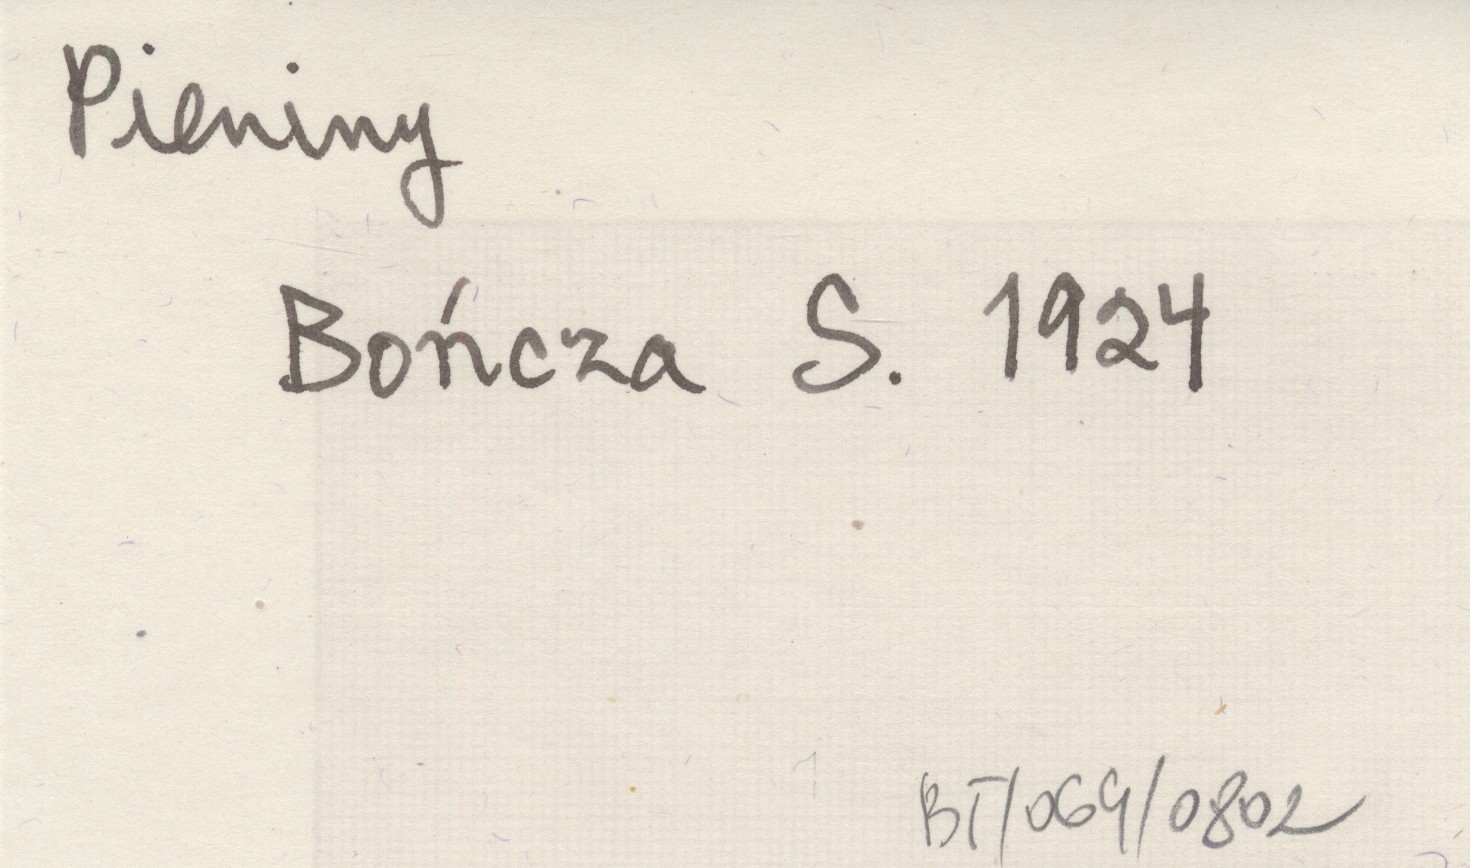 Pieniny
Bończa S. 1924
BT/069/0802